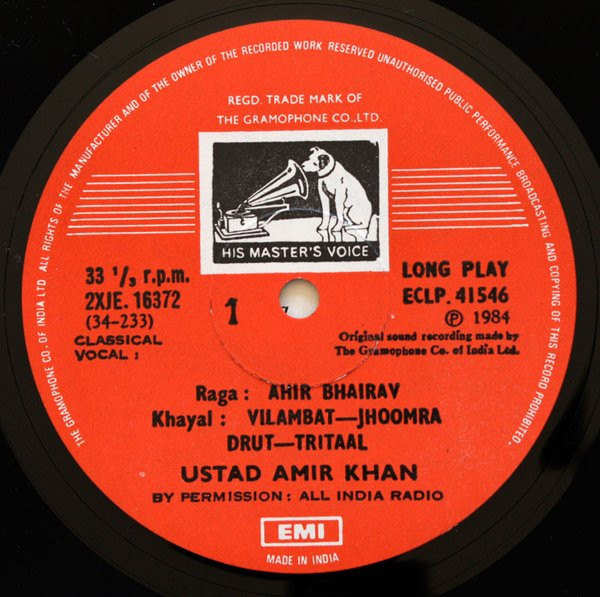 THE GRAMOPHONE CO. OF INDIA LTD. ALL RIGHTS OF THE MANUFACTURER AND OF THE OWNER OF THE RECORDED WORK RESERVED UNAUTHORISED PUBLIC PERFORMANCE BROADCASTING AND COPYING OF THIS RECORD PROHIBITED.
REGD. TRADE MARK OF
THE GRAMOPHONE CO.,LTD.
HIS MASTER'S VOICE
33 1/3 r.p.m.
2XJE. 16372
(34-233)
CLASSICAL
VOCAL :
1
LONG PLAY
ECLP. 41546
Ⓟ 1984
Original sound recording made by
The Gramophone Co. of India Ltd.
Raga : AHIR BHAIRAV
Khayal : VILAMBAT—JHOOMRA
DRUT—TRITAAL
USTAD AMIR KHAN
BY PERMISSION : ALL INDIA RADIO
EMI
MADE IN INDIA